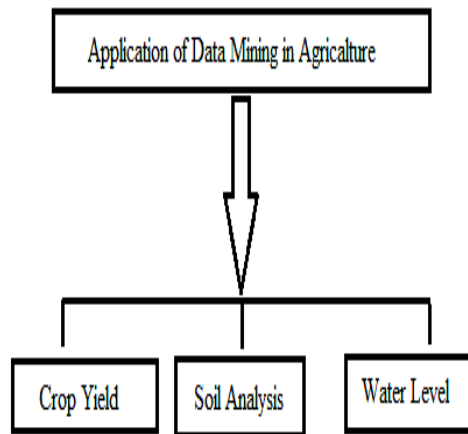 Application of Data Mining in Agricalture
Crop Yield
Soil Analysis
Water Level